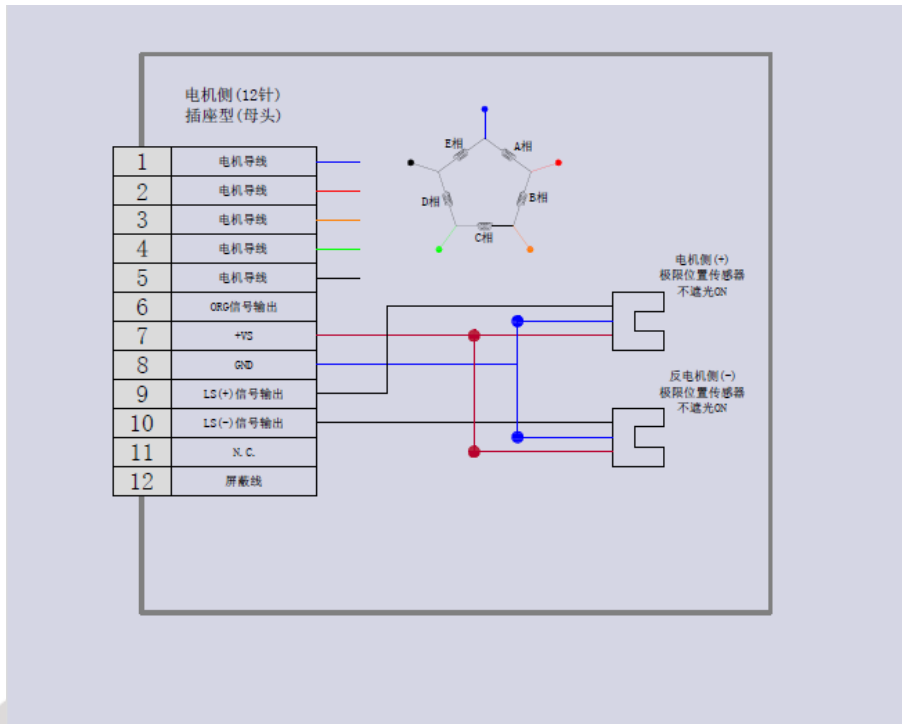 电机侧(12针)
插座型(母头)
1 电机导线
2 电机导线
3 电机导线
4 电机导线
5 电机导线
6 ORG信号输出
7 +VS
8 GND
9 LS(+)信号输出
10 LS(-)信号输出
11 N.C.
12 屏蔽线
E相
A相
D相
B相
C相
电机侧(+)
极限位置传感器
不遮光ON
反电机侧(-)
极限位置传感器
不遮光ON